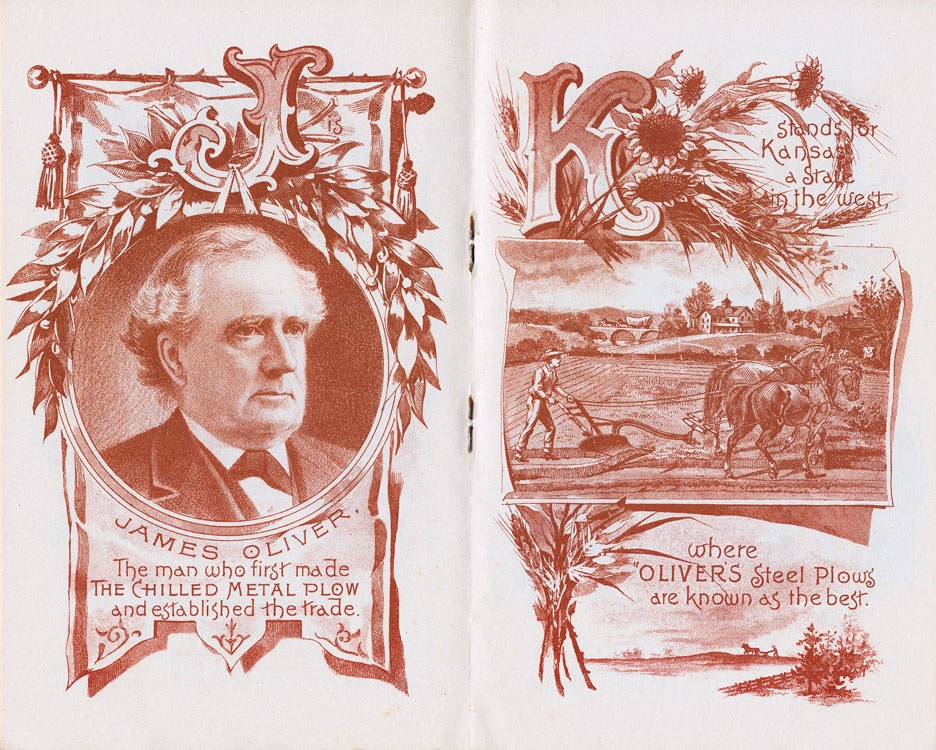 J is
JAMES OLIVER.
The man who first made
THE CHILLED METAL PLOW
and established the trade.
K
stands for
Kansas
a State
in the west,
where
"OLIVER'S Steel Plows
are known as the best.